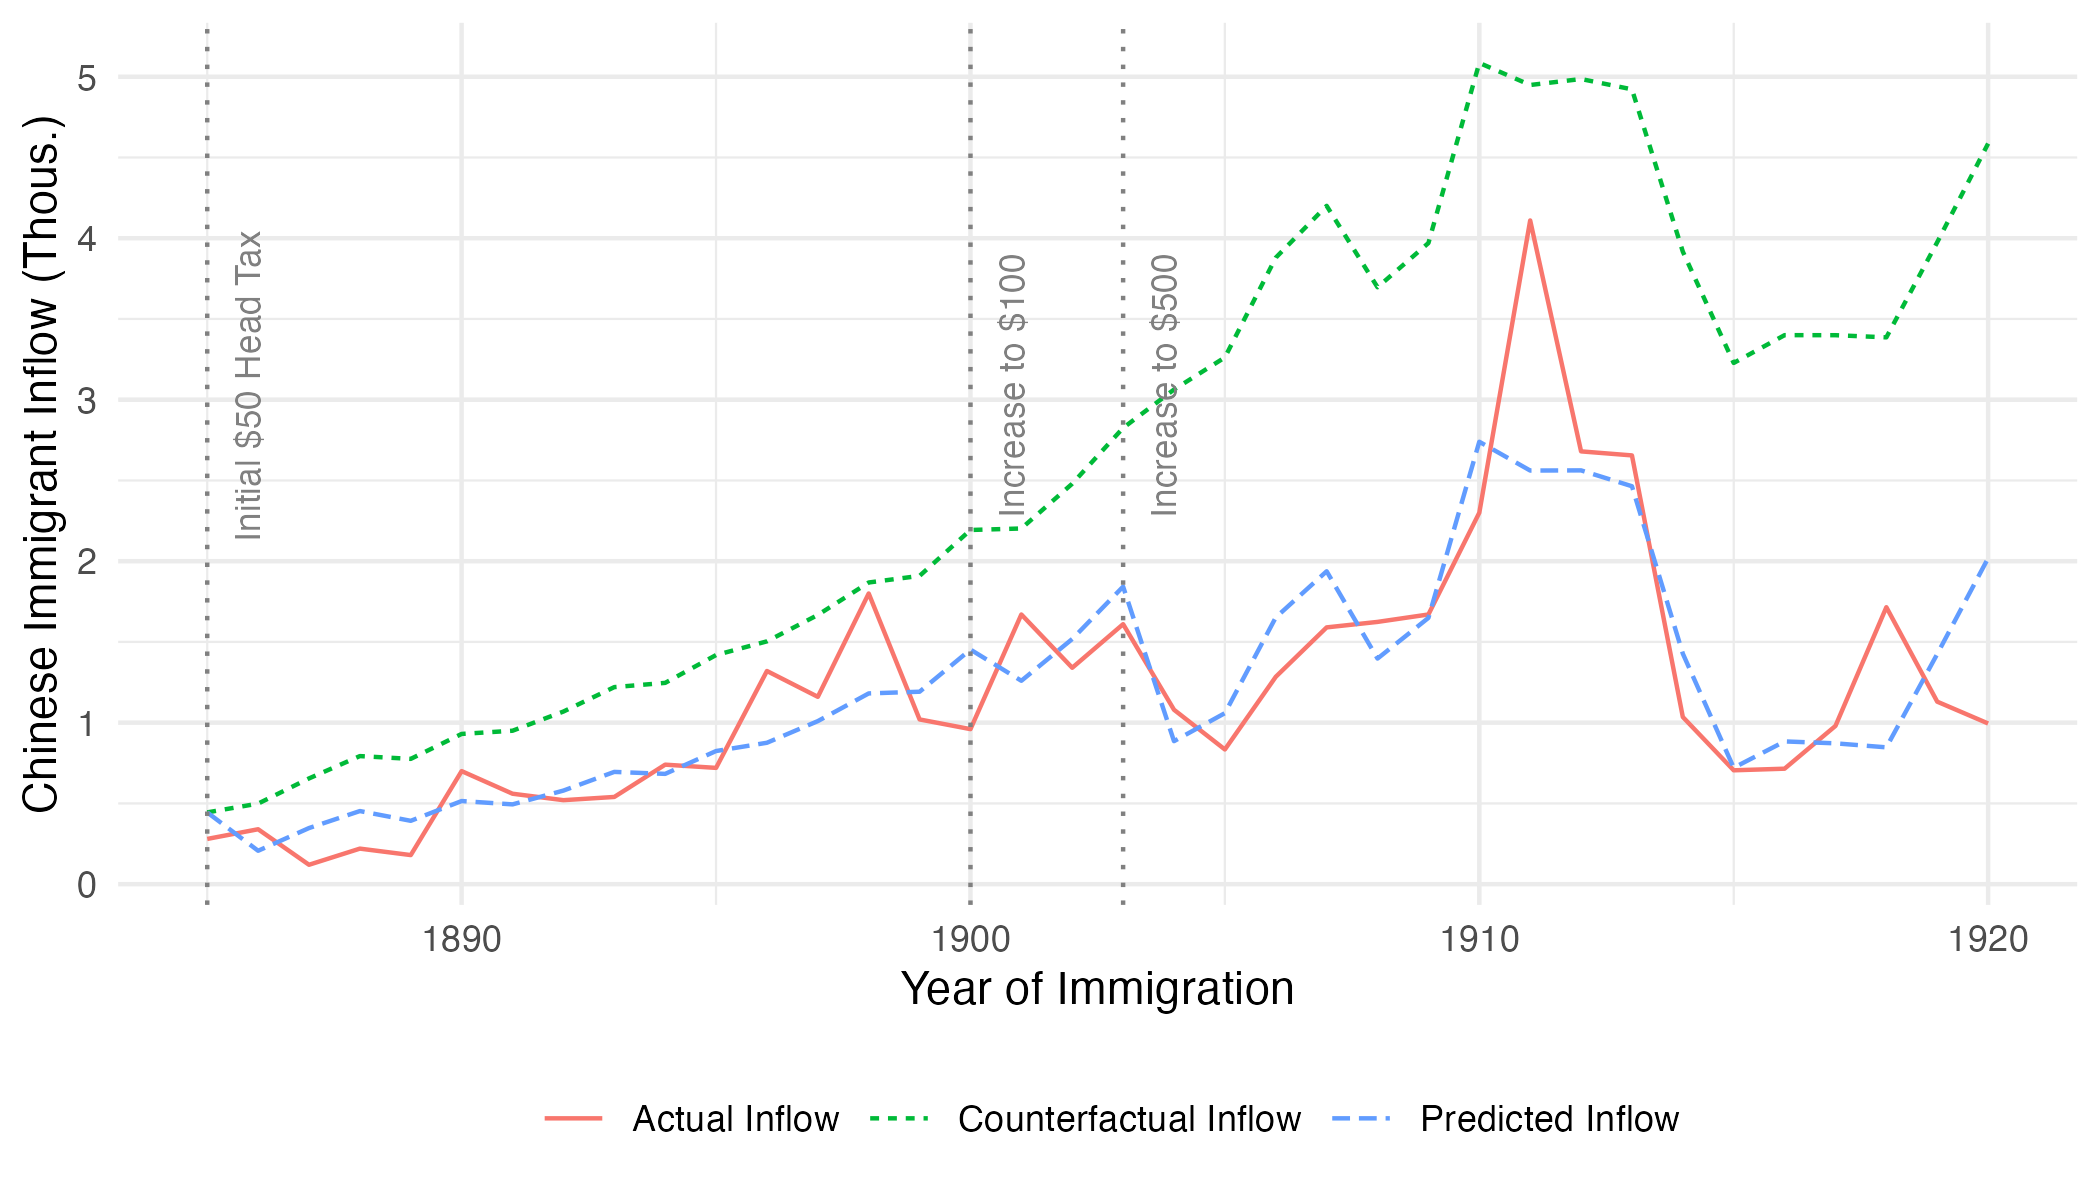 Chinese Immigrant Inflow (Thous.)
5
4
3
2
1
0
Initial $50 Head Tax
Increase to $100
Increase to $500
1890
1900
1910
1920
Year of Immigration
Actual Inflow
Counterfactual Inflow
Predicted Inflow